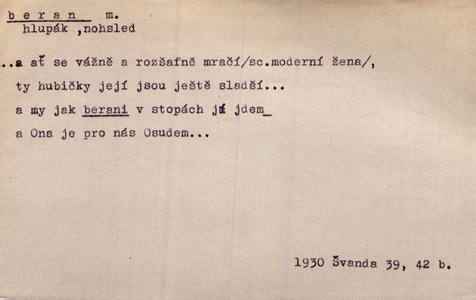 beran m.
hlupák ,nohsled
..a ať se vážně a rozšafně mračí/sc.moderní žena/,
ty hubičky její jsou ještě sladší...
a my jak berani v stopách jí jdem
a Ona je pro nás Osudem...
1930 Švanda 39, 42 b.